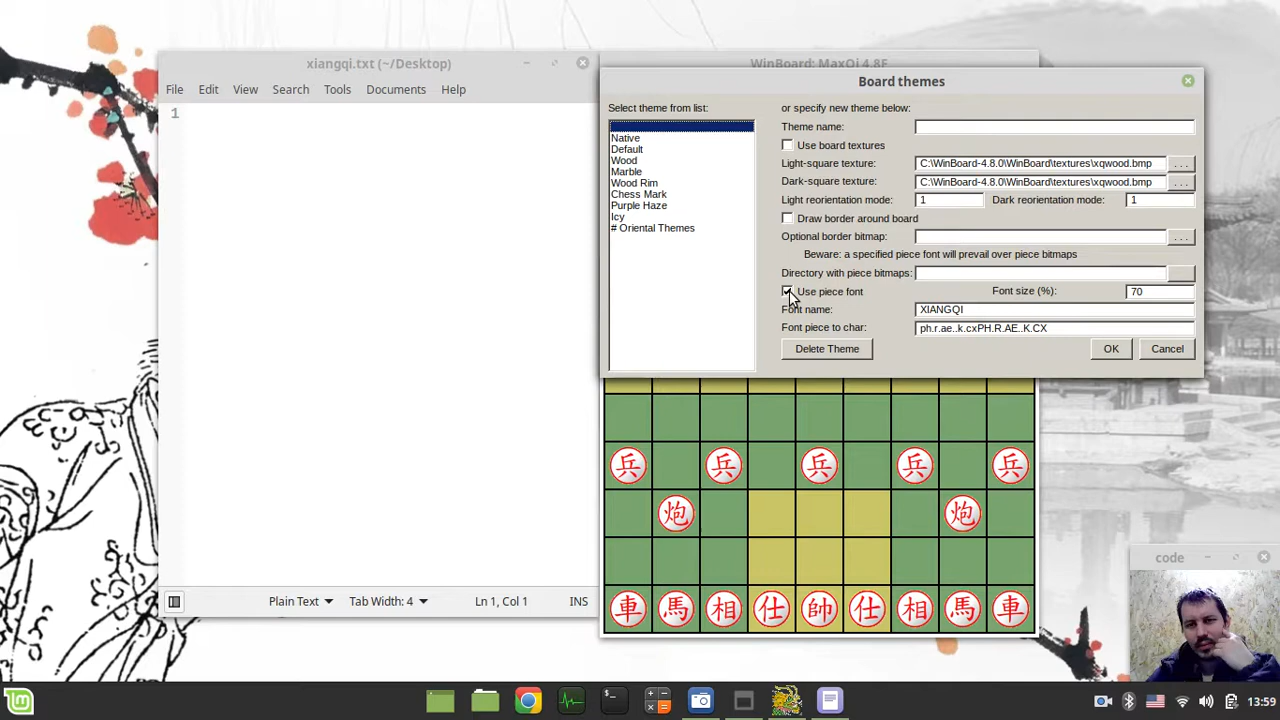 xiangqi.txt (~/Desktop)
File Edit View Search Tools Documents Help
1
Plain Text Tab Width: 4 Ln 1, Col 1 INS
WinBoard: MaxQi 4.8F
Board themes
Select theme from list:
Native
Default
Wood
Marble
Wood Rim
Chess Mark
Purple Haze
Icy
# Oriental Themes
or specify new theme below:
Theme name:
Use board textures
Light-square texture: C:\WinBoard-4.8.0\WinBoard\textures\xqwood.bmp ...
Dark-square texture: C:\WinBoard-4.8.0\WinBoard\textures\xqwood.bmp ...
Light reorientation mode: 1 Dark reorientation mode: 1
Draw border around board
Optional border bitmap: ...
Beware: a specified piece font will prevail over piece bitmaps
Directory with piece bitmaps:
Use piece font Font size (%): 70
Font name: XIANGQI
Font piece to char: ph.r.ae..k.cxPH.R.AE..K.CX
Delete Theme OK Cancel
兵 兵 兵 兵 兵
炮 炮
車 馬 相 仕 帥 仕 相 馬 車
code
13:59